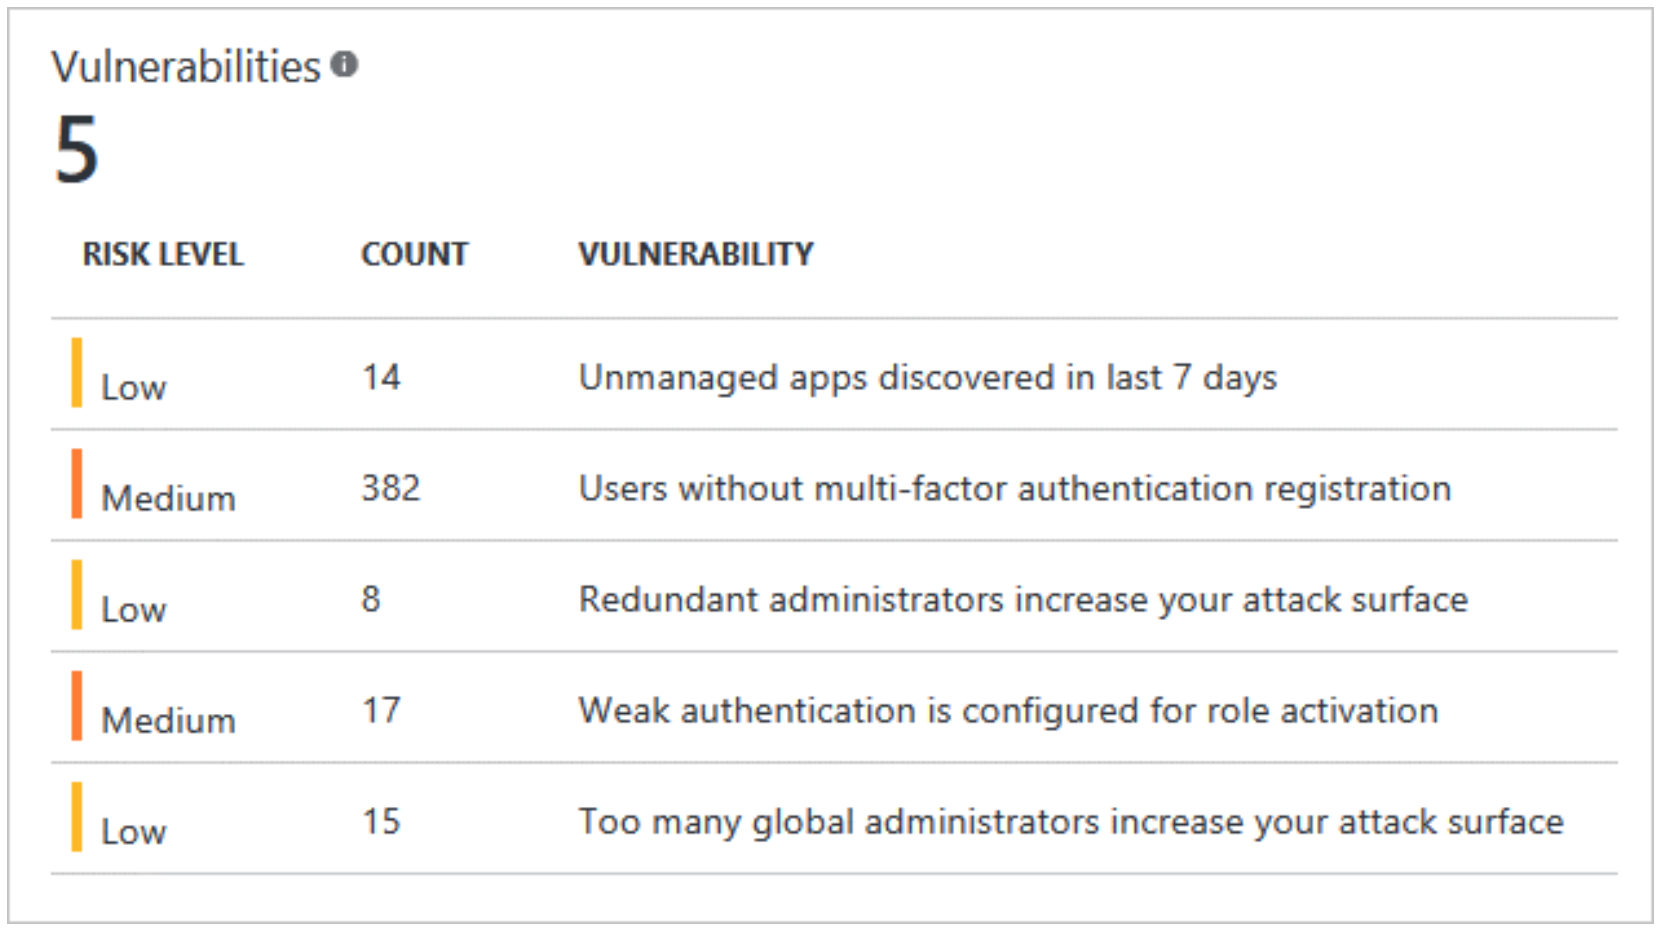 Vulnerabilities
5
RISK LEVEL COUNT VULNERABILITY
Low 14 Unmanaged apps discovered in last 7 days
Medium 382 Users without multi-factor authentication registration
Low 8 Redundant administrators increase your attack surface
Medium 17 Weak authentication is configured for role activation
Low 15 Too many global administrators increase your attack surface